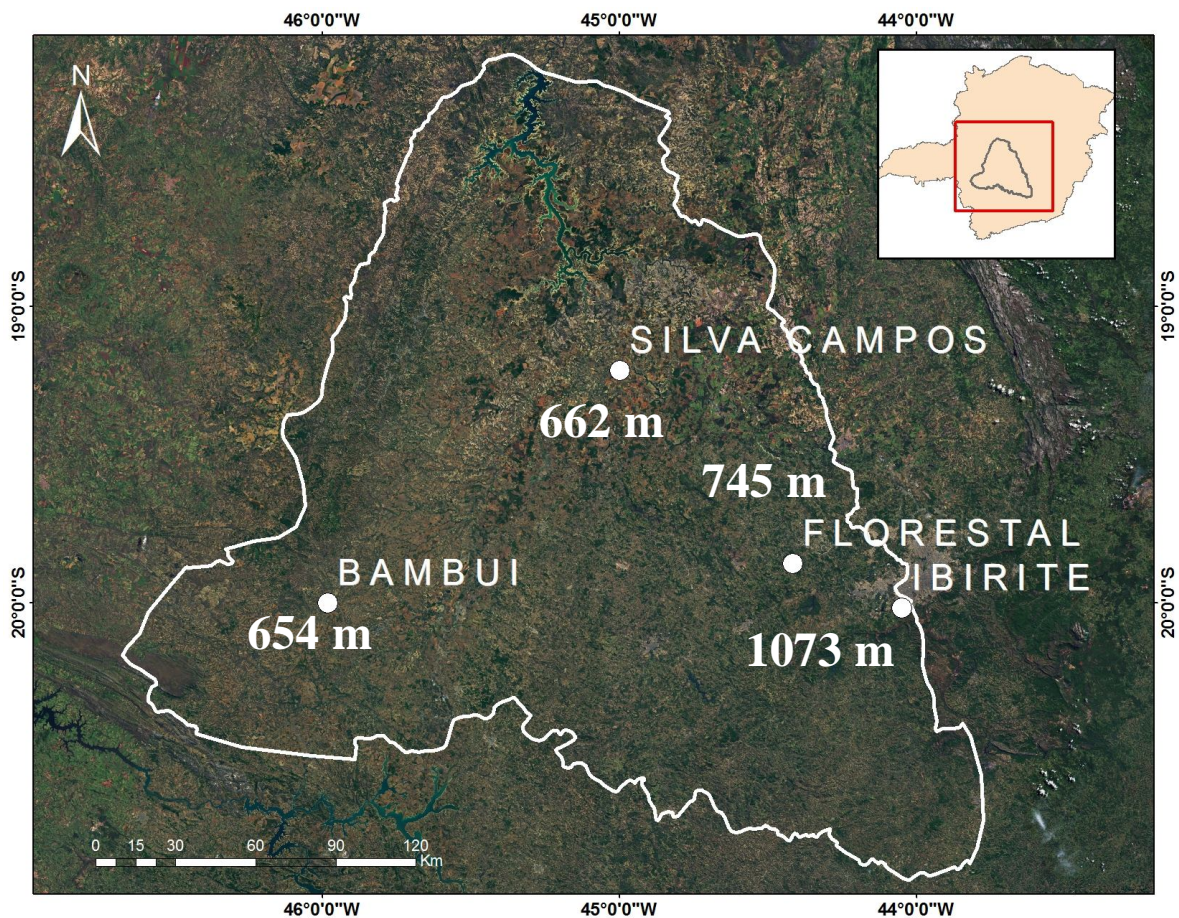 46°0'0"W 45°0'0"W 44°0'0"W
N
19°0'0"S 19°0'0"S
SILVA CAMPOS
662 m
745 m
FLORESTAL
BAMBUI IBIRITE
20°0'0"S 20°0'0"S
654 m
1073 m
0 15 30 60 90 120
Km
46°0'0"W 45°0'0"W 44°0'0"W